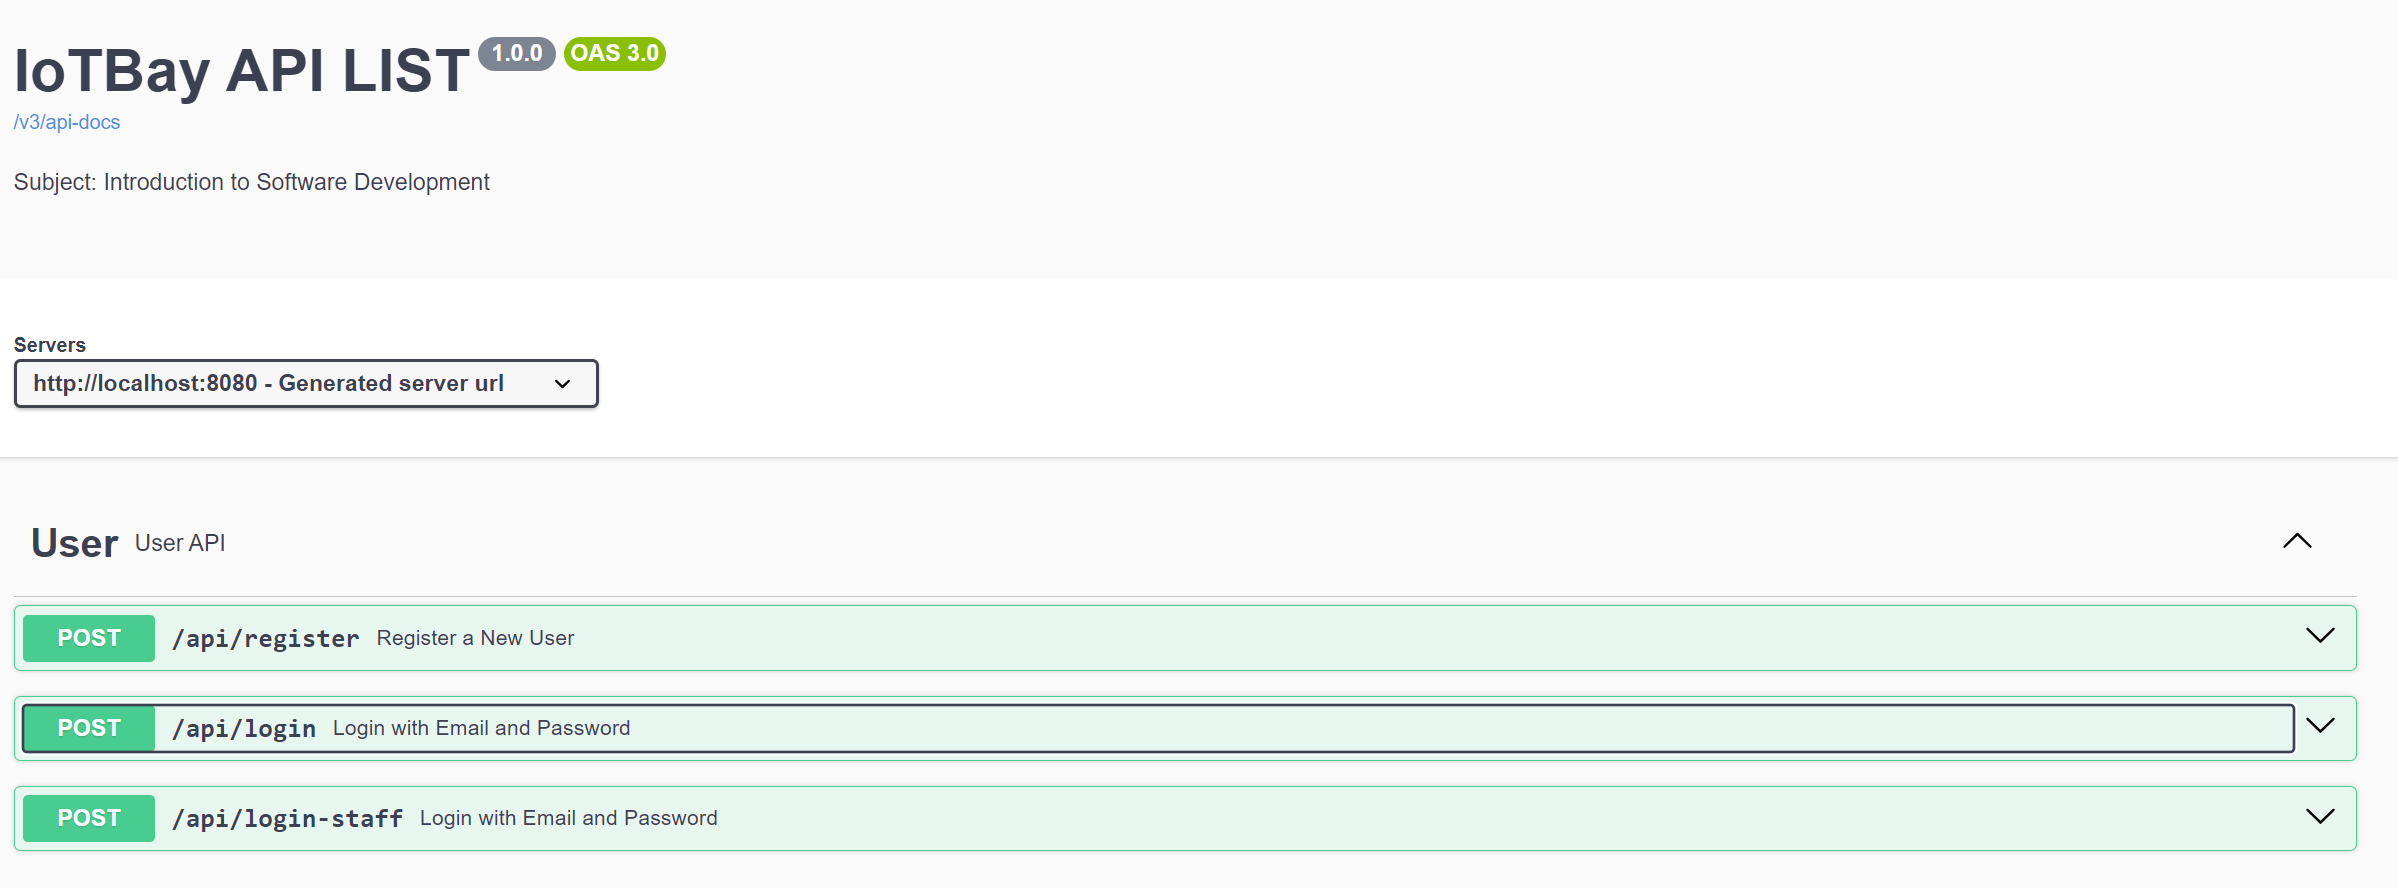 IoTBay API LIST 1.0.0 OAS 3.0
/v3/api-docs
Subject: Introduction to Software Development
Servers
http://localhost:8080 - Generated server url
User User API
POST /api/register Register a New User
POST /api/login Login with Email and Password
POST /api/login-staff Login with Email and Password